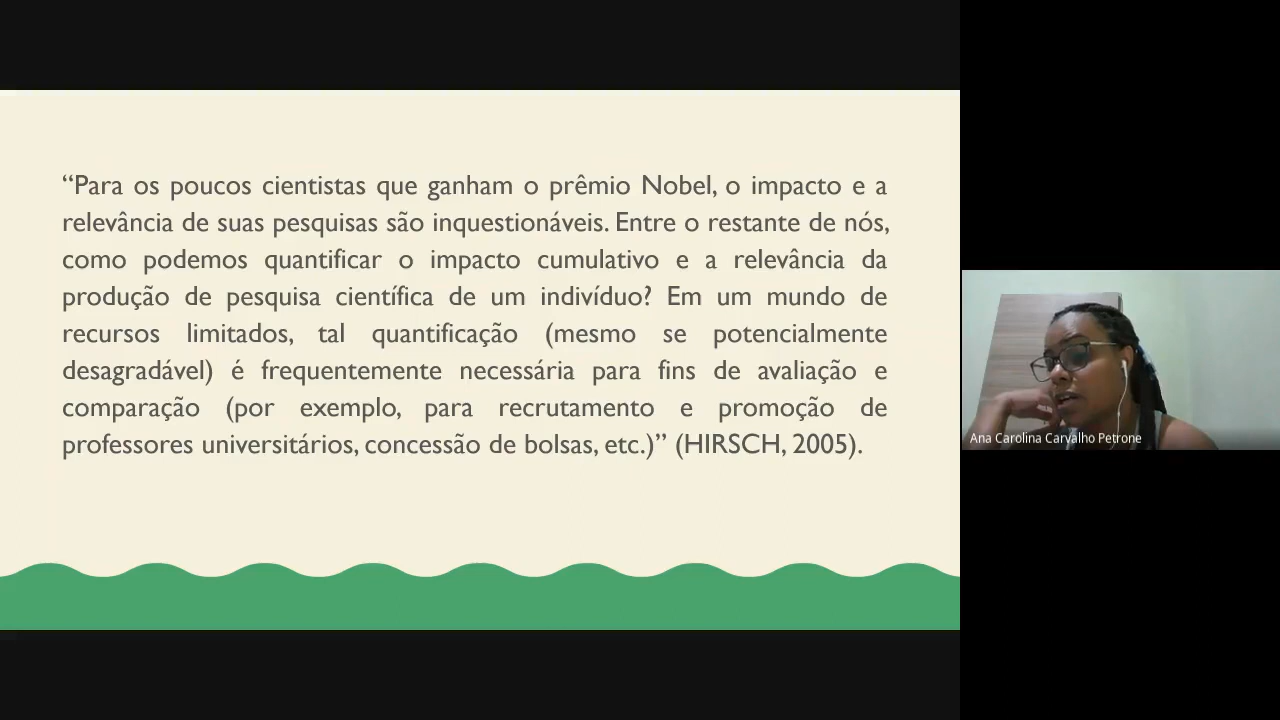 “Para os poucos cientistas que ganham o prêmio Nobel, o impacto e a
relevância de suas pesquisas são inquestionáveis. Entre o restante de nós,
como podemos quantificar o impacto cumulativo e a relevância da
produção de pesquisa científica de um indivíduo? Em um mundo de
recursos limitados, tal quantificação (mesmo se potencialmente
desagradável) é frequentemente necessária para fins de avaliação e
comparação (por exemplo, para recrutamento e promoção de
professores universitários, concessão de bolsas, etc.)” (HIRSCH, 2005).
Ana Carolina Carvalho Petrone